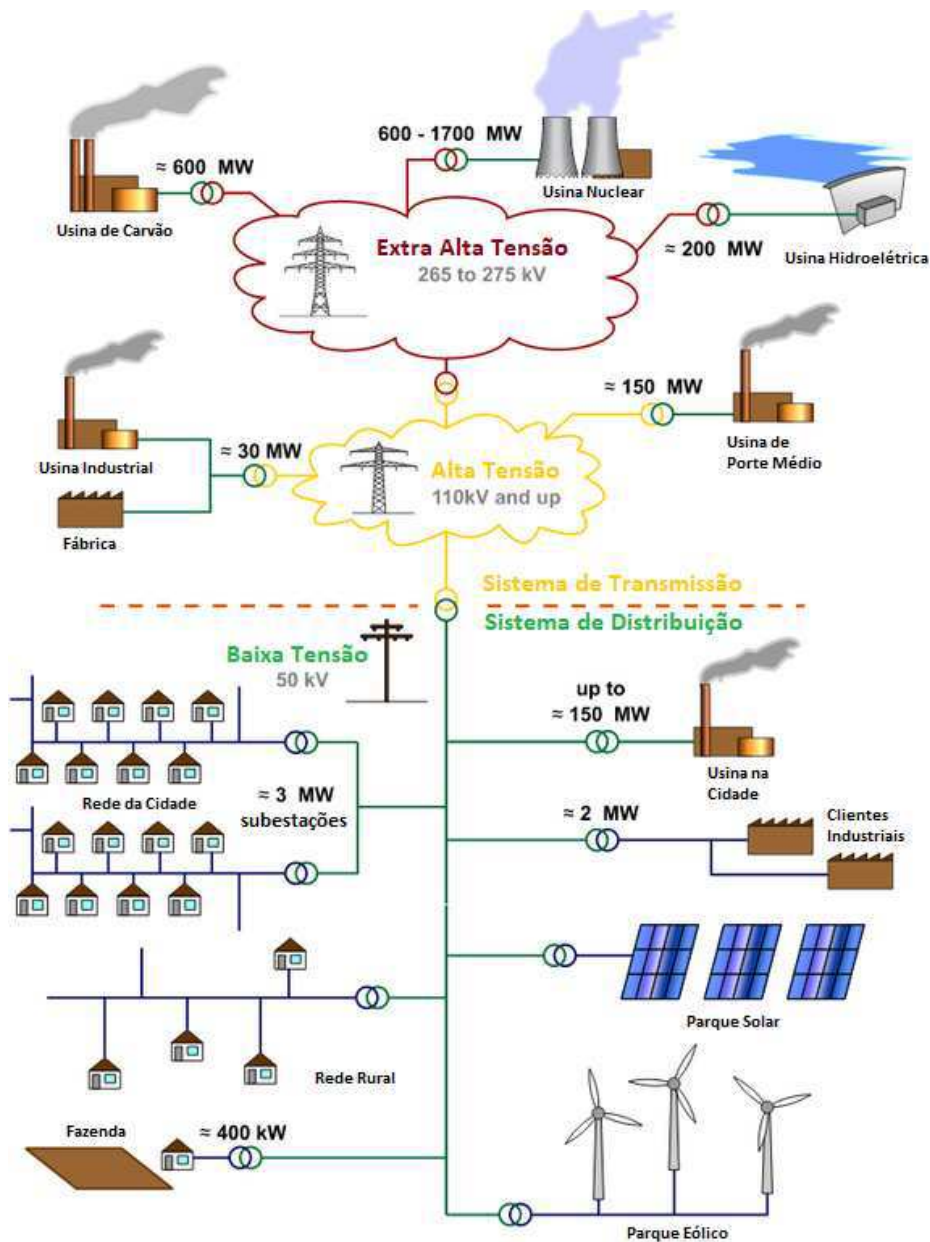 600 - 1700 MW
≈ 600 MW
Usina Nuclear
Usina de Carvão
Extra Alta Tensão
265 to 275 kV
≈ 200 MW
Usina Hidroelétrica
≈ 150 MW
Usina de
Porte Médio
≈ 30 MW
Usina Industrial
Fábrica
Alta Tensão
110kV and up
Sistema de Transmissão
Sistema de Distribuição
Baixa Tensão
50 kV
up to
≈ 150 MW
Usina na
Cidade
Rede da Cidade
≈ 3 MW
subestações
≈ 2 MW
Clientes
Industriais
Parque Solar
Rede Rural
Fazenda
≈ 400 kW
Parque Eólico